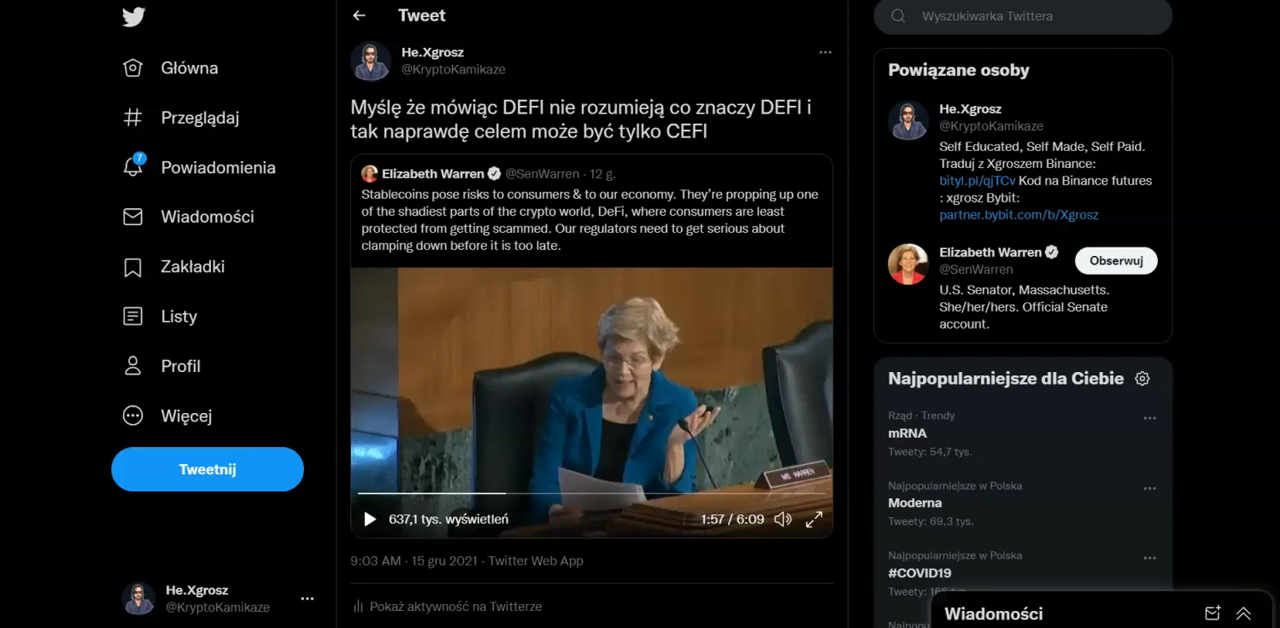 Główna
Przeglądaj
7
Powiadomienia
Wiadomości
Zakładki
Listy
Profil
Więcej
Tweetnij
He.Xgrosz
@KryptoKamikaze
Tweet
He.Xgrosz
@KryptoKamikaze
Myślę że mówiąc DEFI nie rozumieją co znaczy DEFI i
tak naprawdę celem może być tylko CEFI
Elizabeth Warren @SenWarren · 12 g.
Stablecoins pose risks to consumers & to our economy. They're propping up one
of the shadiest parts of the crypto world, DeFi, where consumers are least
protected from getting scammed. Our regulators need to get serious about
clamping down before it is too late.
MS. WARREN
637,1 tys. wyświetleń
1:57 / 6:09
9:03 AM · 15 gru 2021 · Twitter Web App
Pokaż aktywność na Twitterze
Wyszukiwarka Twittera
Powiązane osoby
He.Xgrosz
@KryptoKamikaze
Self Educated, Self Made, Self Paid.
Traduj z Xgroszem Binance:
bityl.pl/qjTCv Kod na Binance futures
: xgrosz Bybit:
partner.bybit.com/b/Xgrosz
Elizabeth Warren
@SenWarren
Obserwuj
U.S. Senator, Massachusetts.
She/her/hers. Official Senate
account.
Najpopularniejsze dla Ciebie
Rząd · Trendy
mRNA
Tweety: 54,7 tys.
Najpopularniejsze w Polska
Moderna
Tweety: 69,3 tys.
Najpopularniejsze w Polska
#COVID19
Tweety:
Wiadomości